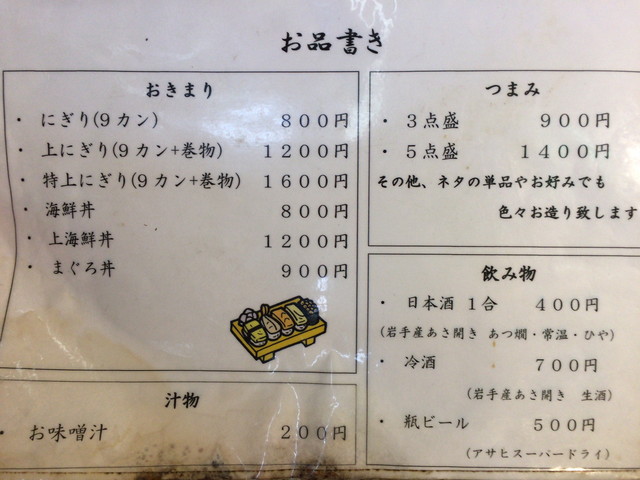 お品書き
おきまり
・ にぎり(9カン) 800円
・ 上にぎり(9カン+巻物) 1200円
・ 特上にぎり(9カン+巻物) 1600円
・ 海鮮丼 800円
・ 上海鮮丼 1200円
・ まぐろ丼 900円
汁物
・ お味噌汁 200円
つまみ
・ 3点盛 900円
・ 5点盛 1400円
その他、ネタの単品やお好みでも
色々お造り致します
飲み物
・ 日本酒 1合 400円
(岩手産あさ開き あつ燗・常温・ひや)
・ 冷酒 700円
(岩手産あさ開き 生酒)
・ 瓶ビール 500円
(アサヒスーパードライ)